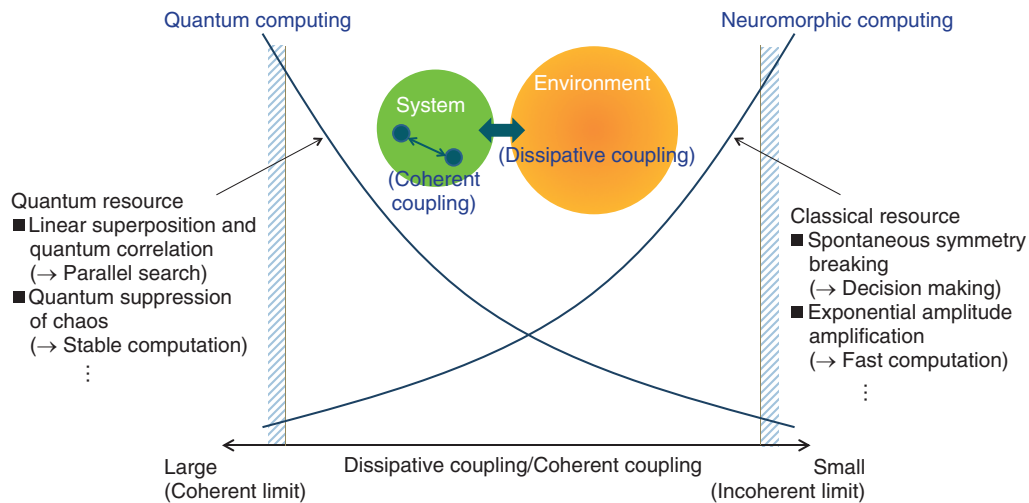 Quantum computing
Neuromorphic computing
Environment
System
(Dissipative coupling)
(Coherent
coupling)
Quantum resource
■ Linear superposition and
quantum correlation
(→ Parallel search)
■ Quantum suppression
of chaos
(→ Stable computation)
⋮
Classical resource
■ Spontaneous symmetry
breaking
(→ Decision making)
■ Exponential amplitude
amplification
(→ Fast computation)
⋮
Large
(Coherent limit)
Dissipative coupling/Coherent coupling
Small
(Incoherent limit)